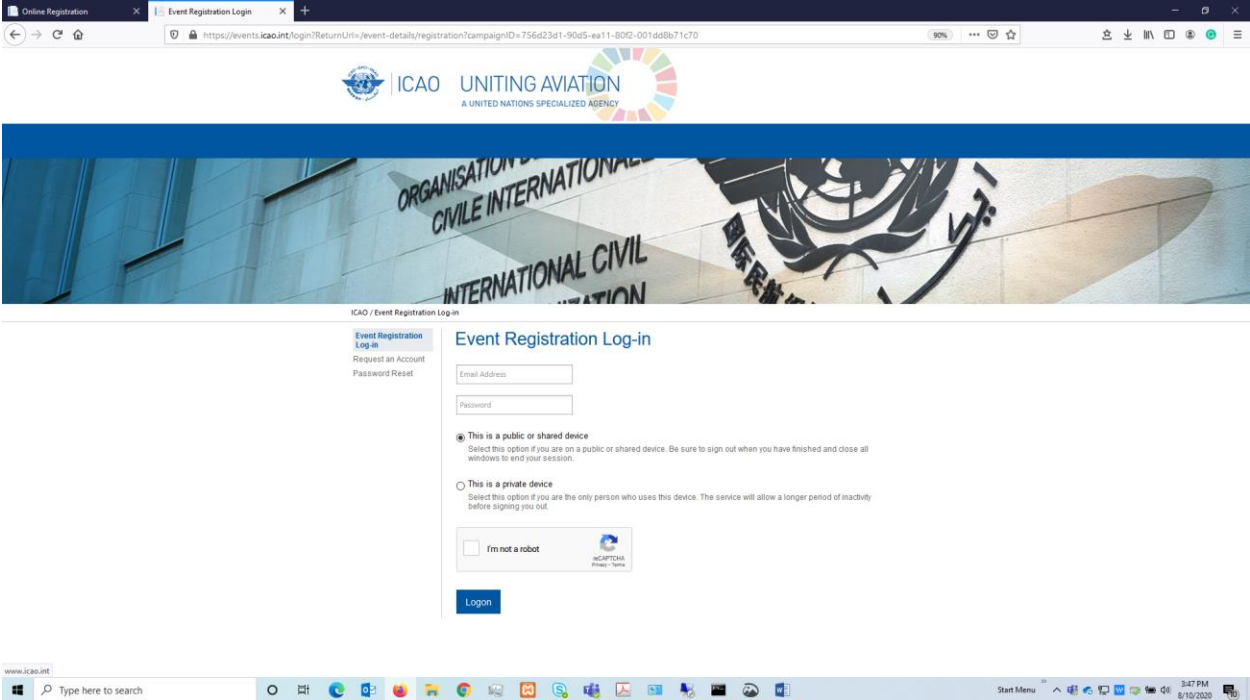 Online Registration
Event Registration Login
https://events.icao.int/login?ReturnUrl=/event-details/registration?campaignID=756d23d1-90d5-ea11-80f2-001dd8b71c70
90%
ICAO
UNITING AVIATION
A UNITED NATIONS SPECIALIZED AGENCY
ORGANISATION
CIVILE INTERNATIONALE
INTERNATIONAL CIVIL
ICAO / Event Registration Log-in
Event Registration
Log-in
Request an Account
Password Reset
Event Registration Log-in
Email Address
Password
This is a public or shared device
Select this option if you are on a public or shared device. Be sure to sign out when you have finished and close all
windows to end your session.
This is a private device
Select this option if you are the only person who uses this device. The service will allow a longer period of inactivity
before signing you out.
I'm not a robot
reCAPTCHA
Privacy - Terms
Logon
www.icao.int
Type here to search
Start Menu
3:47 PM
8/10/2020